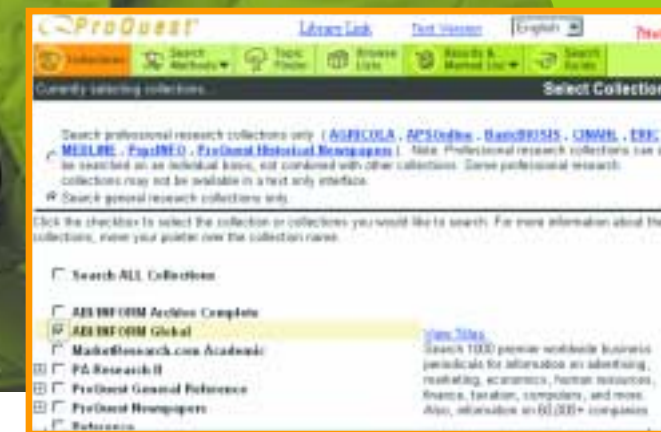 ProQuest
Library Link Text Version English
Collections Search Methods Topic Finder Browse Lists Results & Marked List Search Guide
Currently selecting collections... Select Collection
Search professional research collections only. ( AGRICOLA , APSOnline , BasicBIOSIS , CINAHL , ERIC
MEDLINE , PsycINFO , ProQuest Historical Newspapers ) Note: Professional research collections can
be searched on an individual basis, not combined with other collections. Some professional research
collections may not be available in a text only interface.
Search general research collections only.
Click the checkbox to select the collection or collections you would like to search. For more information about the
collections, move your pointer over the collection name.
Search ALL Collections
ABI/INFORM Archive Complete
ABI/INFORM Global
MarketResearch.com Academic
PA Research II
ProQuest General Reference
ProQuest Newspapers
Reference
View Titles
Search 1000 premier worldwide business
periodicals for information on advertising,
marketing, economics, human resources,
finance, taxation, computers, and more.
Also, information on 60,000+ companies